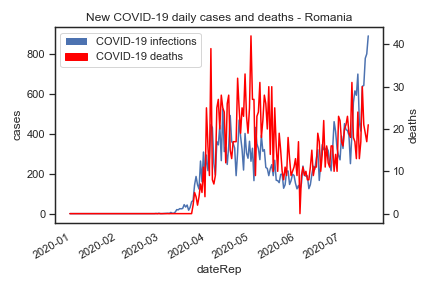 New COVID-19 daily cases and deaths - Romania
COVID-19 infections
COVID-19 deaths
800
600
400
200
0
cases
40
30
20
10
0
deaths
2020-01
2020-02
2020-03
2020-04
2020-05
2020-06
2020-07
dateRep